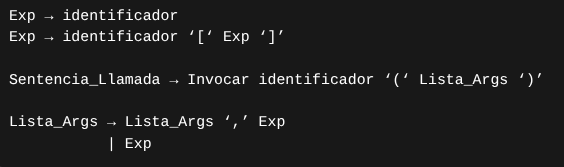 Exp → identificador
Exp → identificador ‘[‘ Exp ‘]’
Sentencia_Llamada → Invocar identificador ‘(‘ Lista_Args ‘)’
Lista_Args → Lista_Args ‘,’ Exp
| Exp